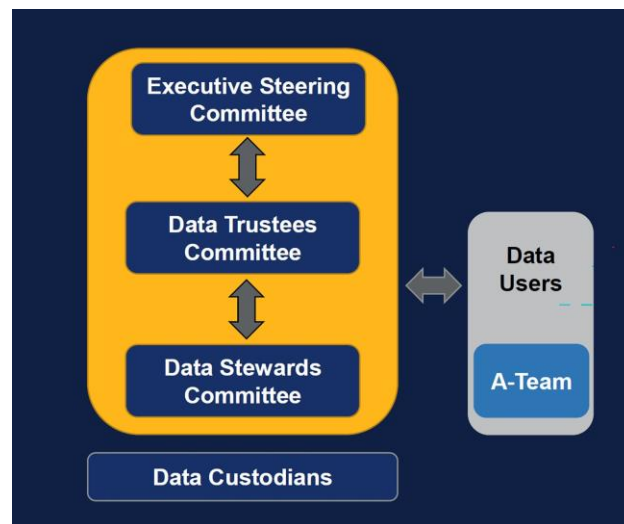 Executive Steering
Committee
Data Trustees
Committee
Data Stewards
Committee
Data Custodians
Data
Users
A-Team